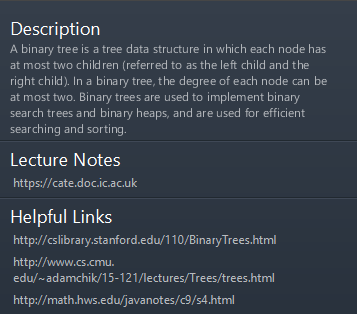 Description
A binary tree is a tree data structure in which each node has
at most two children (referred to as the left child and the
right child). In a binary tree, the degree of each node can be
at most two. Binary trees are used to implement binary
search trees and binary heaps, and are used for efficient
searching and sorting.
Lecture Notes
https://cate.doc.ic.ac.uk
Helpful Links
http://cslibrary.stanford.edu/110/BinaryTrees.html
http://www.cs.cmu.
edu/~adamchik/15-121/lectures/Trees/trees.html
http://math.hws.edu/javanotes/c9/s4.html